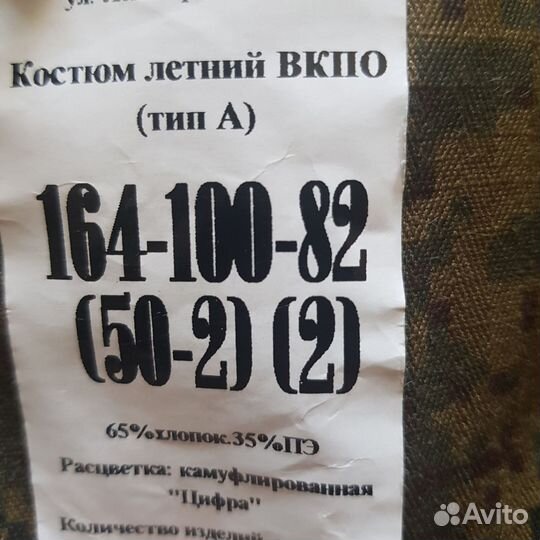 ул.
Костюм летний ВКПО
(тип А)
164-100-82
(50-2) (2)
65%хлопок.35%ПЭ
Расцветка: камуфлированная
"Цифра"
Количество изделий
Avito